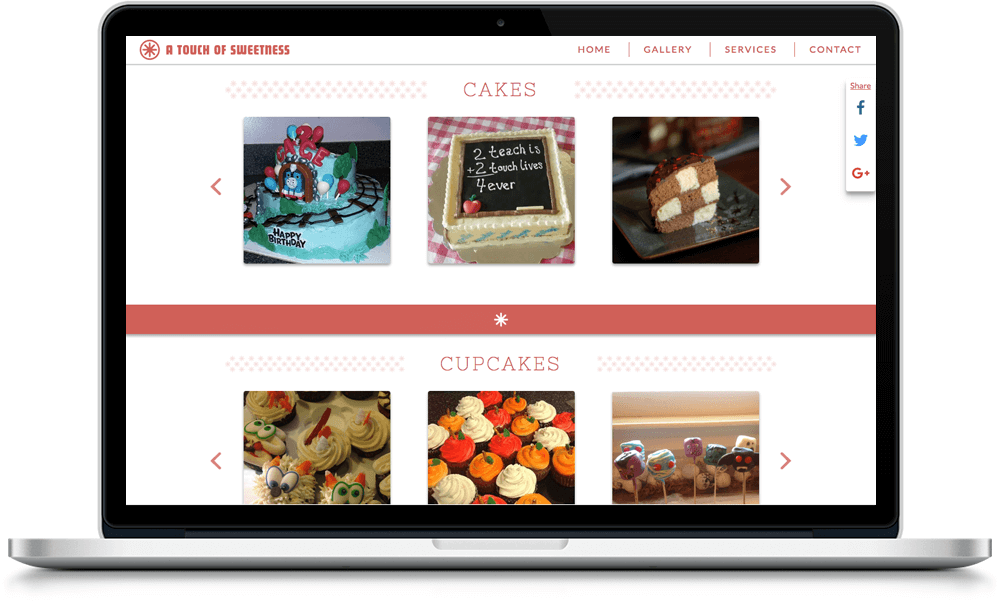 A TOUCH OF SWEETNESS
HOME
GALLERY
SERVICES
CONTACT
Share
CAKES
HAPPY
BIRTHDAY
2 teach is
+2 touch lives
4ever
CUPCAKES